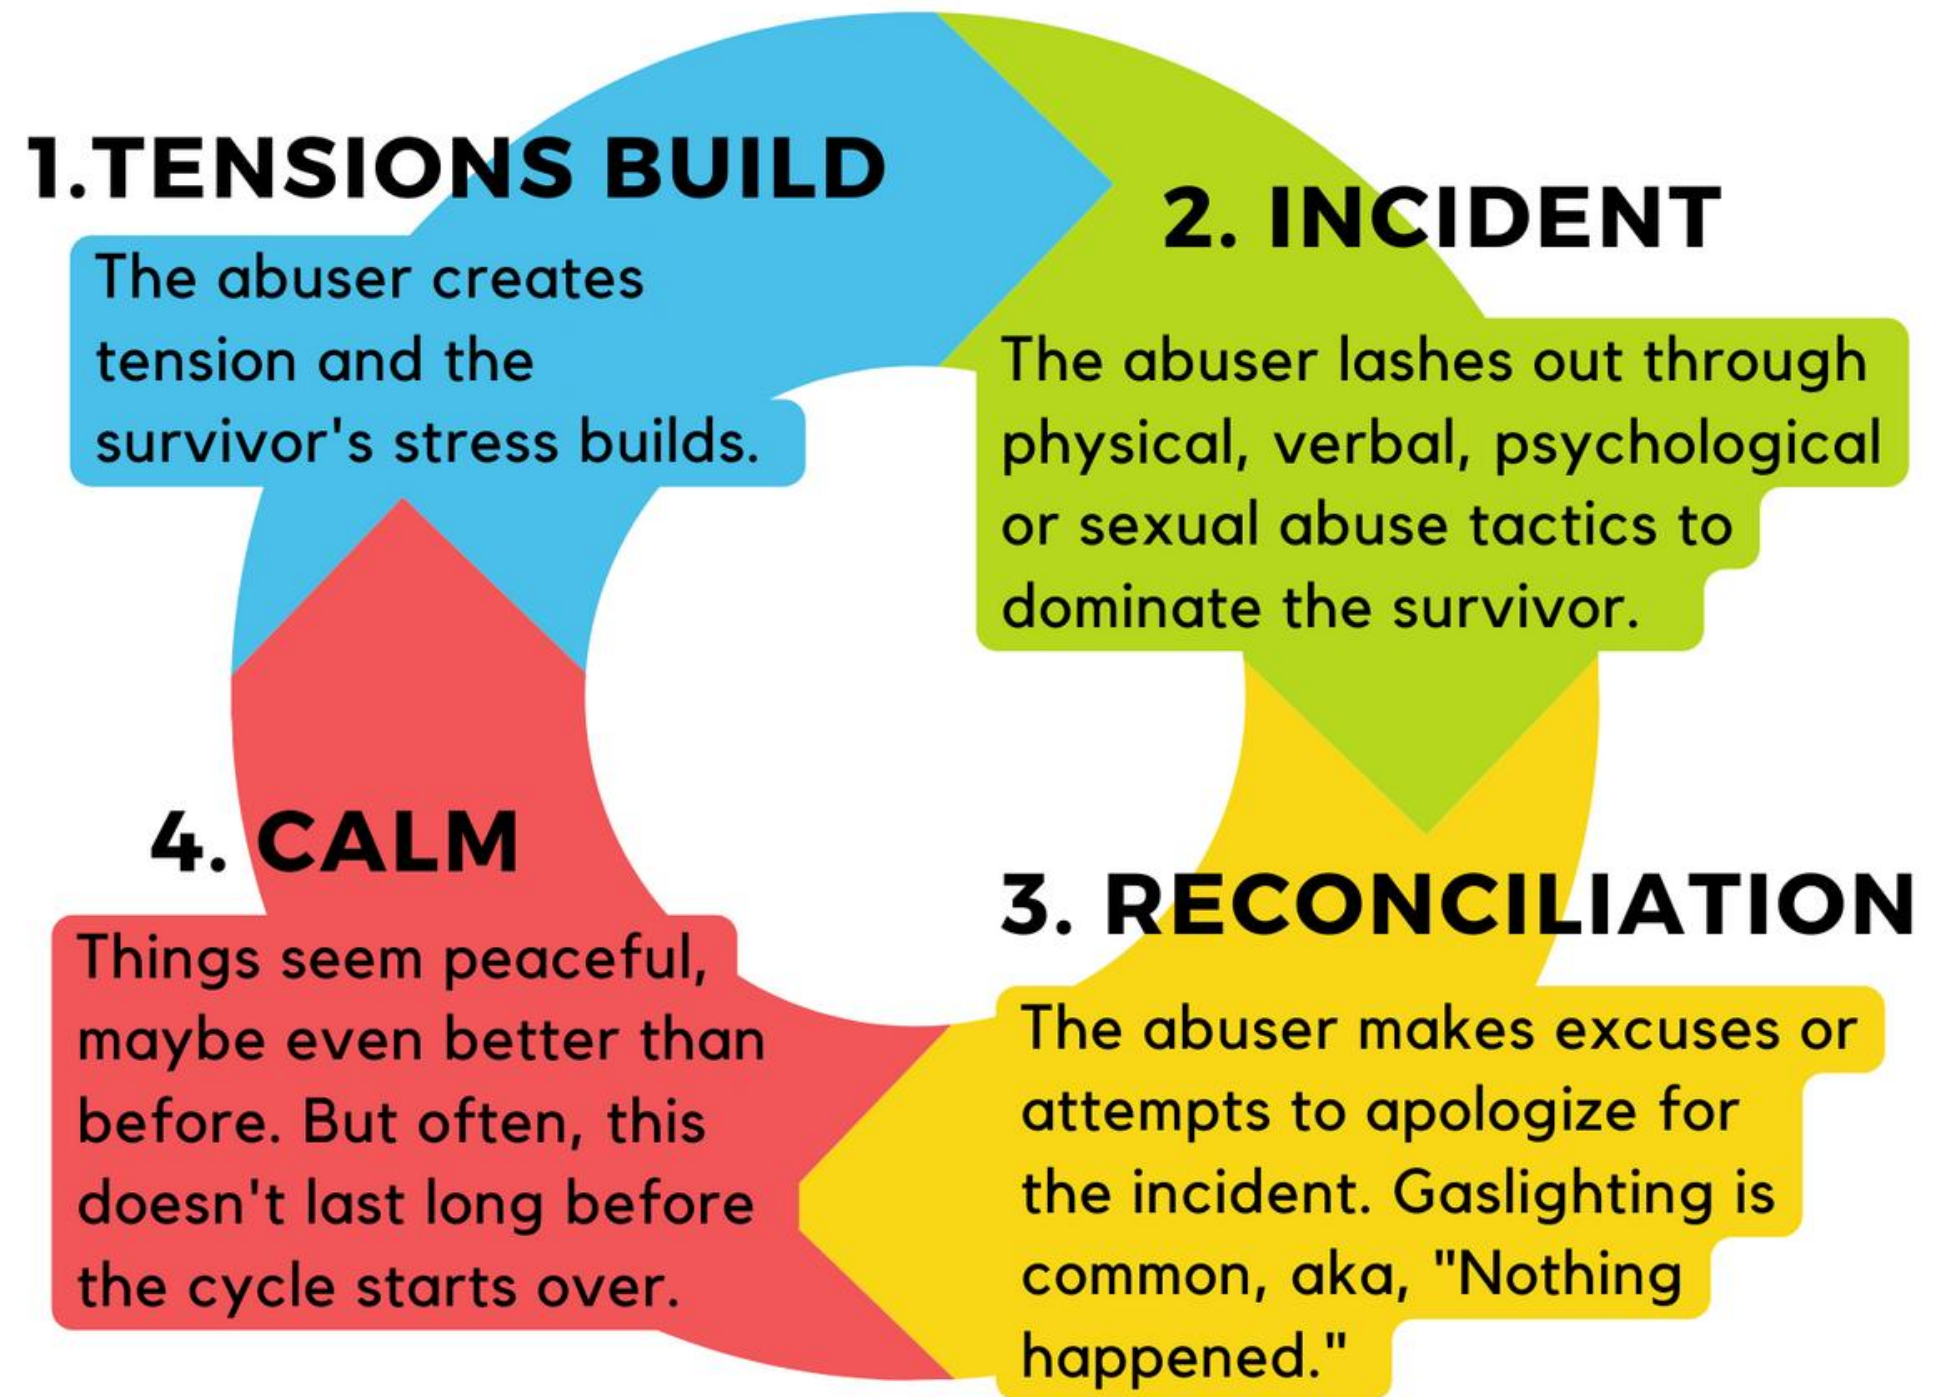 1.TENSIONS BUILD
The abuser creates
tension and the
survivor's stress builds.
2. INCIDENT
The abuser lashes out through
physical, verbal, psychological
or sexual abuse tactics to
dominate the survivor.
3. RECONCILIATION
The abuser makes excuses or
attempts to apologize for
the incident. Gaslighting is
common, aka, "Nothing
happened."
4. CALM
Things seem peaceful,
maybe even better than
before. But often, this
doesn't last long before
the cycle starts over.